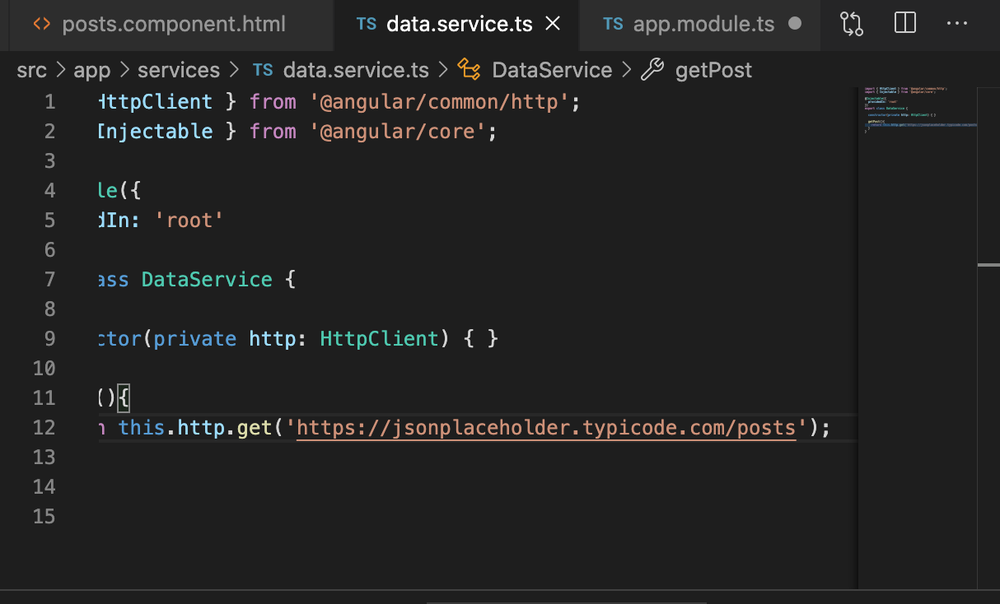 <> posts.component.html TS data.service.ts × TS app.module.ts ● ...
src > app > services > TS data.service.ts > DataService > getPost
1 HttpClient } from '@angular/common/http';
2 Injectable } from '@angular/core';
3
4 le({
5 dIn: 'root'
6
7 ass DataService {
8
9 ctor(private http: HttpClient) { }
10
11 (){
12 n this.http.get('https://jsonplaceholder.typicode.com/posts');
13
14
15